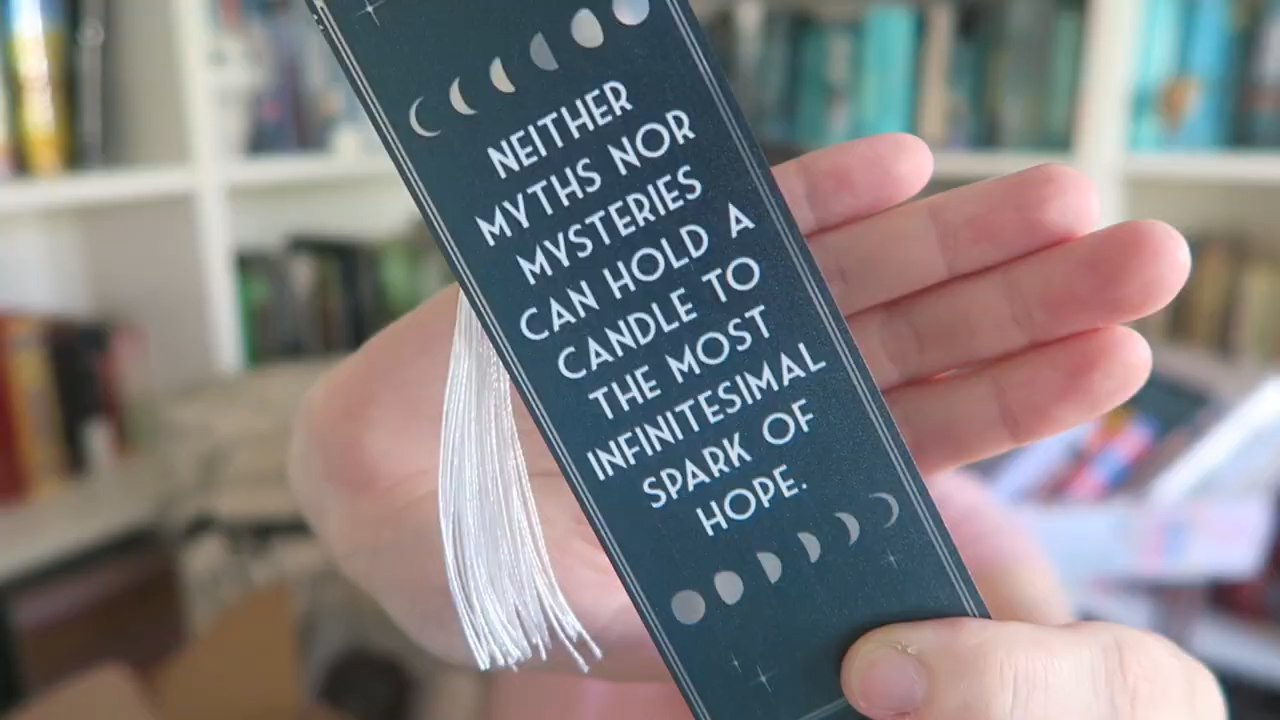 NEITHER
MYTHS NOR
MYSTERIES
CAN HOLD A
CANDLE TO
THE MOST
INFINITESIMAL
SPARK OF
HOPE.